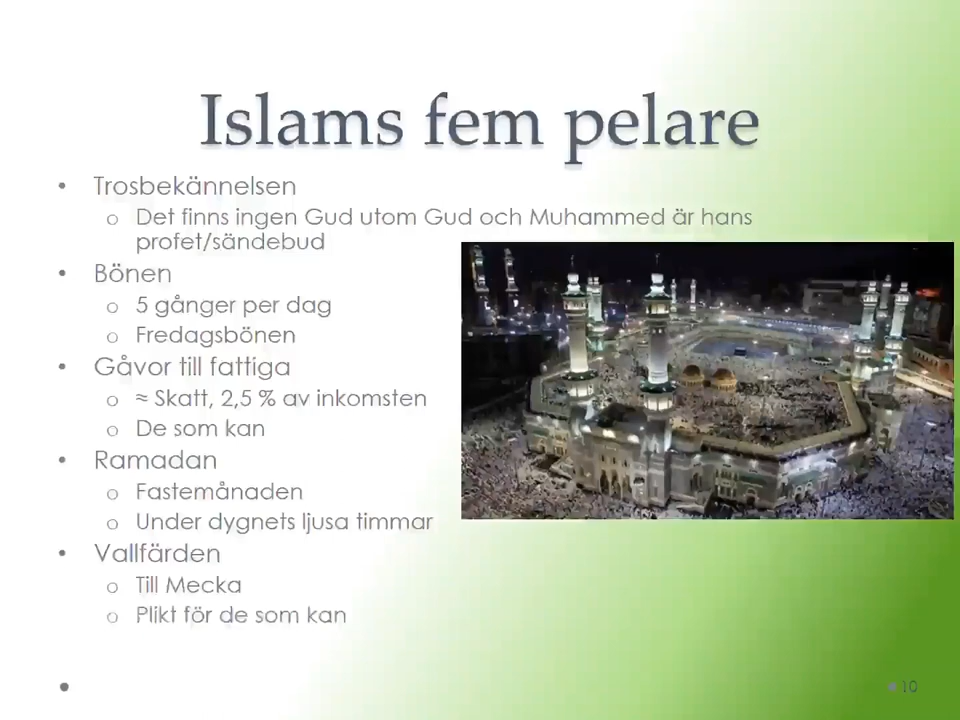 Islams fem pelare
• Trosbekännelsen
o Det finns ingen Gud utom Gud och Muhammed är hans
profet/sändebud
• Bönen
o 5 gånger per dag
o Fredagsbönen
• Gåvor till fattiga
o ≈ Skatt, 2,5 % av inkomsten
o De som kan
• Ramadan
o Fastemånaden
o Under dygnets ljusa timmar
• Vallfärden
o Till Mecka
o Plikt för de som kan
• 10